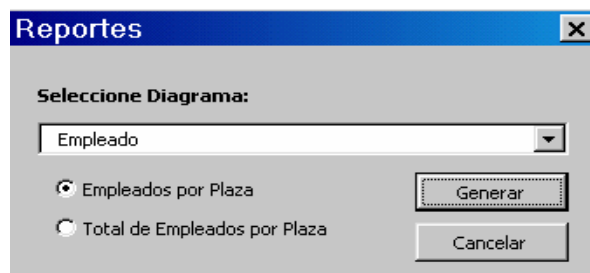 Reportes
Seleccione Diagrama:
Empleado
Empleados por Plaza
Generar
Total de Empleados por Plaza
Cancelar